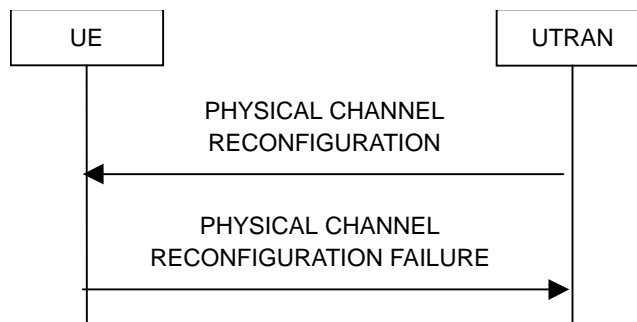 UE
UTRAN
PHYSICAL CHANNEL
RECONFIGURATION
PHYSICAL CHANNEL
RECONFIGURATION FAILURE